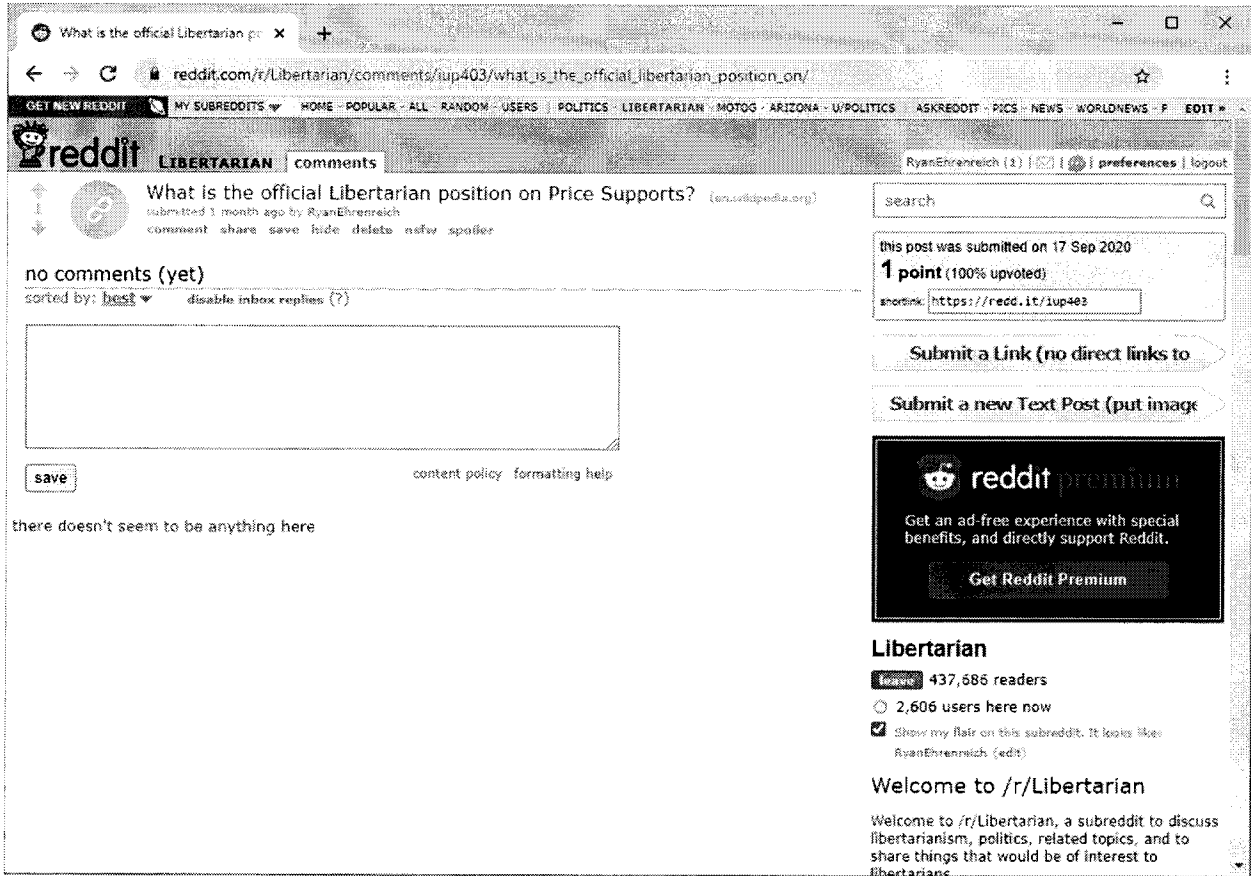 What is the official Libertarian po
reddit.com/r/Libertarian/comments/iup403/what_is_the_official_libertarian_position_on/
GET NEW REDDIT MY SUBREDDITS HOME - POPULAR - ALL - RANDOM - USERS | POLITICS - LIBERTARIAN - MOTOG - ARIZONA - U/POLITICS | ASKREDDIT - PICS - NEWS - WORLDNEWS - F EDIT »
reddit LIBERTARIAN comments
RyanEhrenreich (1) | | | preferences | logout
What is the official Libertarian position on Price Supports? (en.wikipedia.org)
submitted 1 month ago by RyanEhrenreich
comment share save hide delete nsfw spoiler
no comments (yet)
sorted by: best disable inbox replies (?)
save
content policy formatting help
there doesn't seem to be anything here
search
this post was submitted on 17 Sep 2020
1 point (100% upvoted)
shortlink: https://redd.it/iup403
Submit a Link (no direct links to
Submit a new Text Post (put image
reddit premium
Get an ad-free experience with special
benefits, and directly support Reddit.
Get Reddit Premium
Libertarian
leave 437,686 readers
2,606 users here now
Show my flair on this subreddit. It looks like:
RyanEhrenreich (edit)
Welcome to /r/Libertarian
Welcome to /r/Libertarian, a subreddit to discuss
libertarianism, politics, related topics, and to
share things that would be of interest to
libertarians